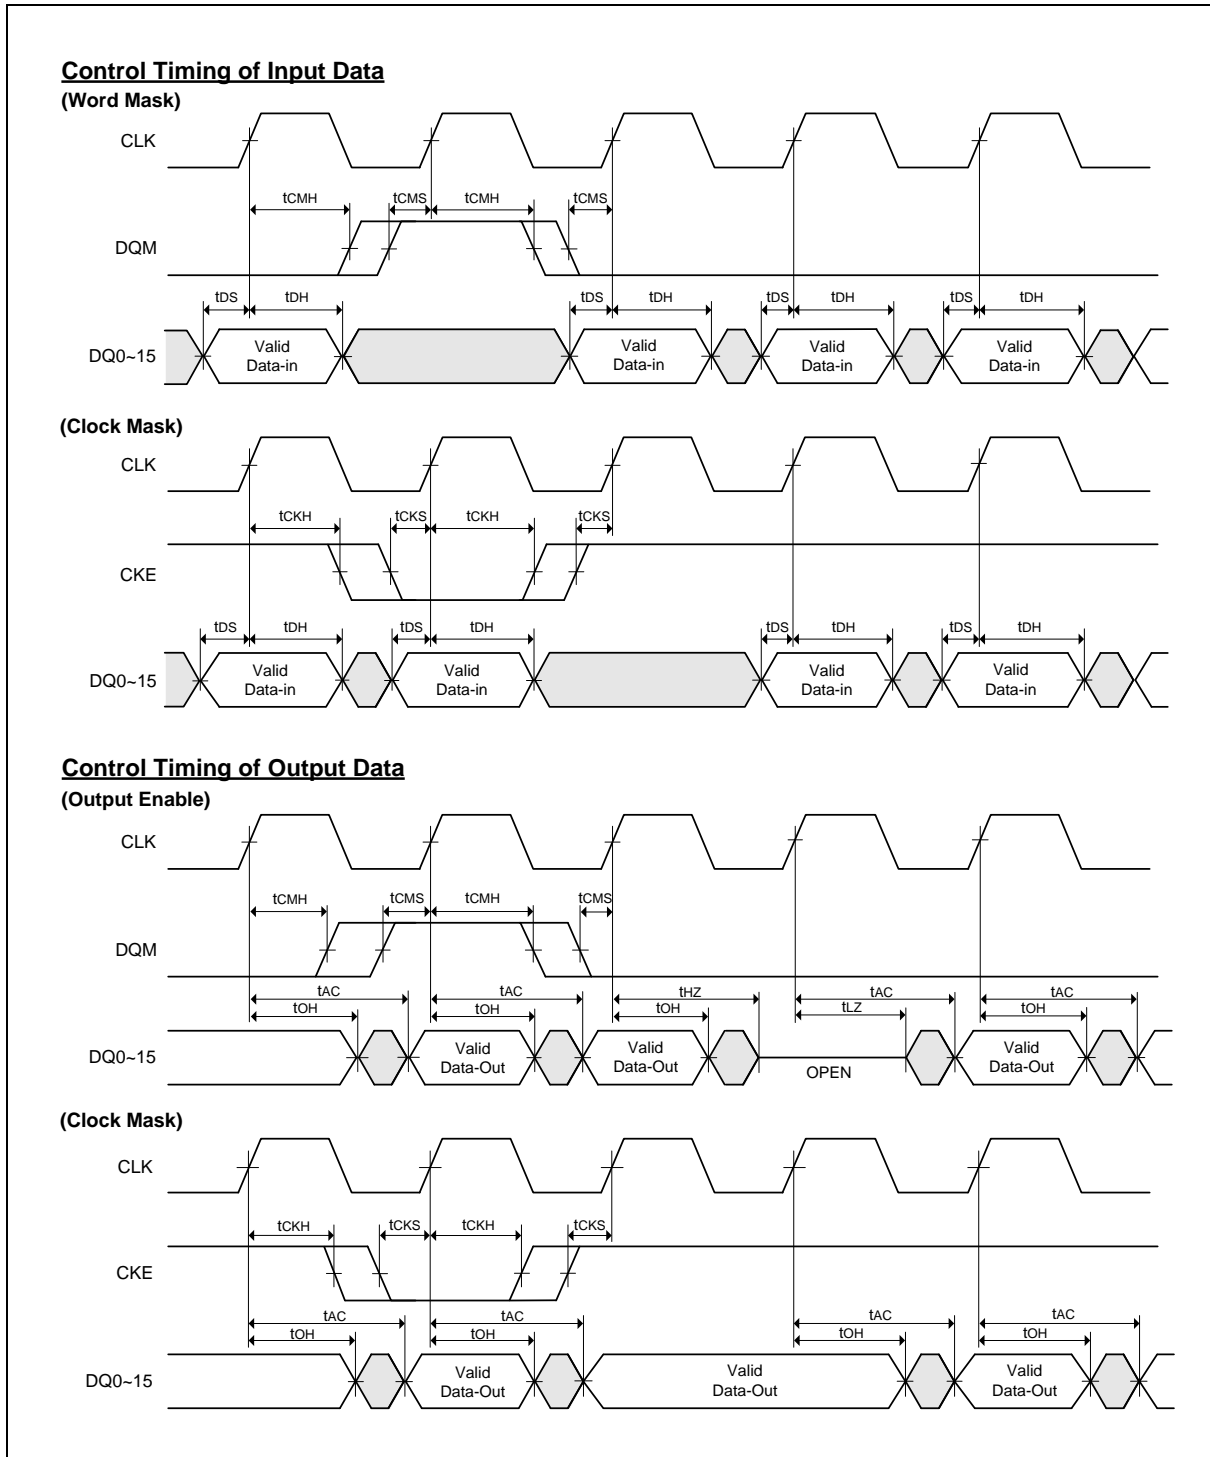 Control Timing of Input Data
(Word Mask)
CLK
tCMH tCMS tCMH tCMS
DQM
tDS tDH tDS tDH tDS tDH tDS tDH
DQ0~15
Valid Data-in
Valid Data-in
Valid Data-in
Valid Data-in
(Clock Mask)
CLK
tCKH tCKS tCKH tCKS
CKE
tDS tDH tDS tDH tDS tDH tDS tDH
DQ0~15
Valid Data-in
Valid Data-in
Valid Data-in
Valid Data-in
Control Timing of Output Data
(Output Enable)
CLK
tCMH tCMS tCMH tCMS
DQM
tAC tAC tHZ tAC tAC
tOH tOH tOH tLZ tOH
DQ0~15
Valid Data-Out
Valid Data-Out
OPEN
Valid Data-Out
(Clock Mask)
CLK
tCKH tCKS tCKH tCKS
CKE
tAC tAC tAC tAC
tOH tOH tOH tOH
DQ0~15
Valid Data-Out
Valid Data-Out
Valid Data-Out